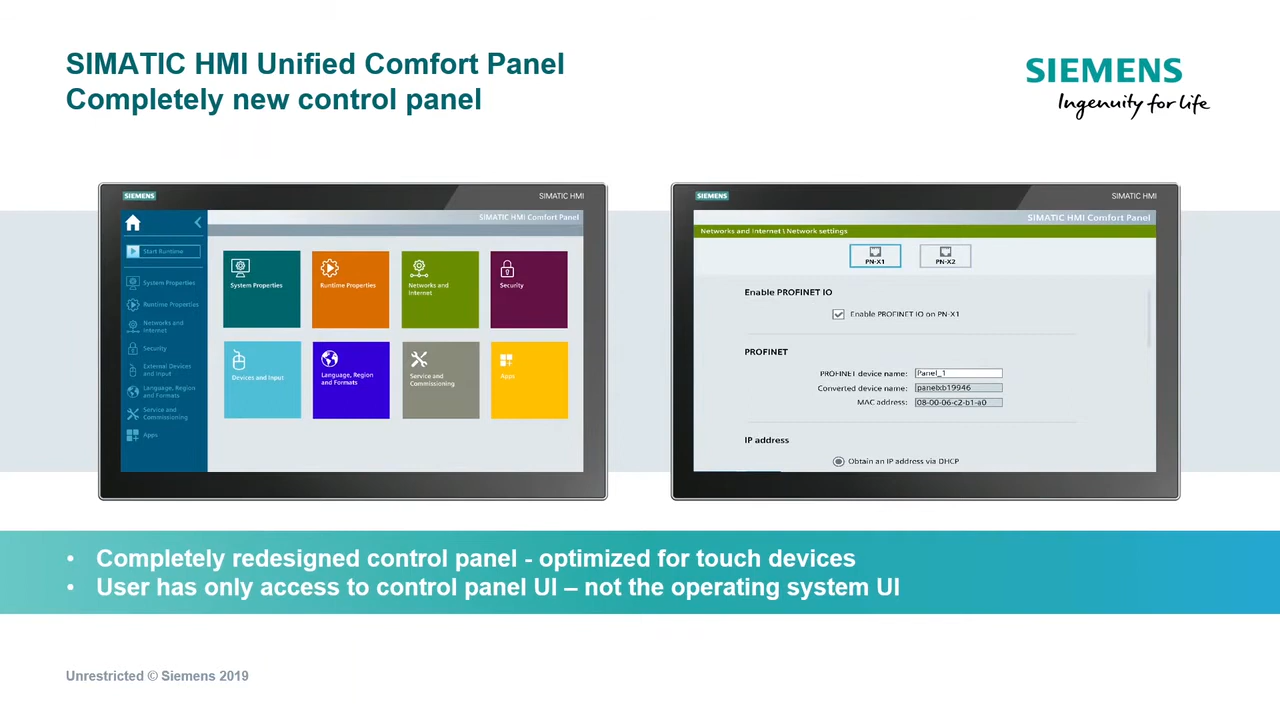 SIMATIC HMI Unified Comfort Panel
Completely new control panel
SIEMENS
Ingenuity for life
SIEMENS
SIMATIC HMI
SIMATIC HMI Comfort Panel
Start Runtime
System Properties
Runtime Properties
Networks and
Internet
Security
External Devices
and Input
Language, Region
and Formats
Service and
Commissioning
Apps
System Properties
Runtime Properties
Networks and
Internet
Security
Devices and Input
Language, Region
and Formats
Service and
Commissioning
Apps
SIEMENS
SIMATIC HMI
SIMATIC HMI Comfort Panel
Networks and Internet \ Network settings
PN-X1
PN-X2
Enable PROFINET IO
Enable PROFINET IO on PN-X1
PROFINET
PROFINET device name: Panel_1
Converted device name: panelxb19946
MAC address: 08-00-06-c2-b1-a0
IP address
Obtain an IP address via DHCP
• Completely redesigned control panel - optimized for touch devices
• User has only access to control panel UI – not the operating system UI
Unrestricted © Siemens 2019